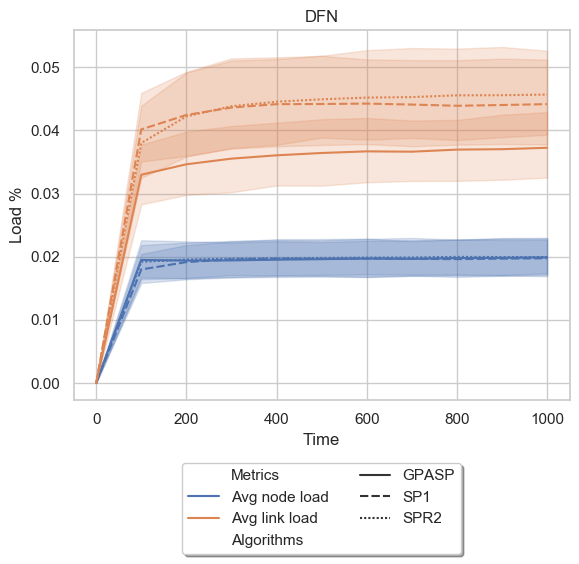 DFN
Load %
0.05
0.04
0.03
0.02
0.01
0.00
0 200 400 600 800 1000
Time
Metrics GPASP
Avg node load SP1
Avg link load SPR2
Algorithms